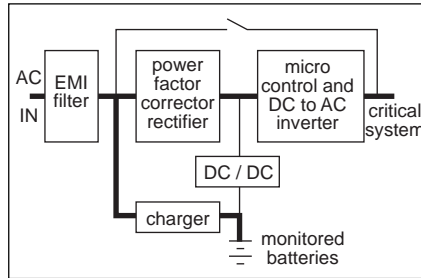 AC
IN
EMI
filter
power
factor
corrector
rectifier
micro
control and
DC to AC
inverter
critical
system
DC / DC
charger
monitored
batteries